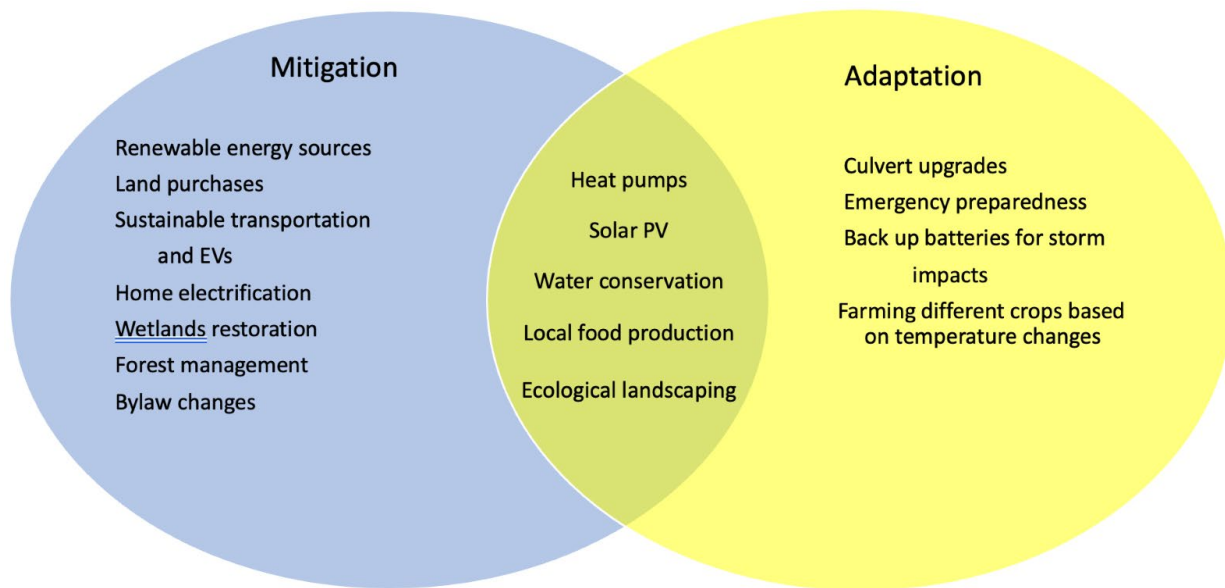 Mitigation
Renewable energy sources
Land purchases
Sustainable transportation
and EVs
Home electrification
Wetlands restoration
Forest management
Bylaw changes
Heat pumps
Solar PV
Water conservation
Local food production
Ecological landscaping
Adaptation
Culvert upgrades
Emergency preparedness
Back up batteries for storm
impacts
Farming different crops based
on temperature changes